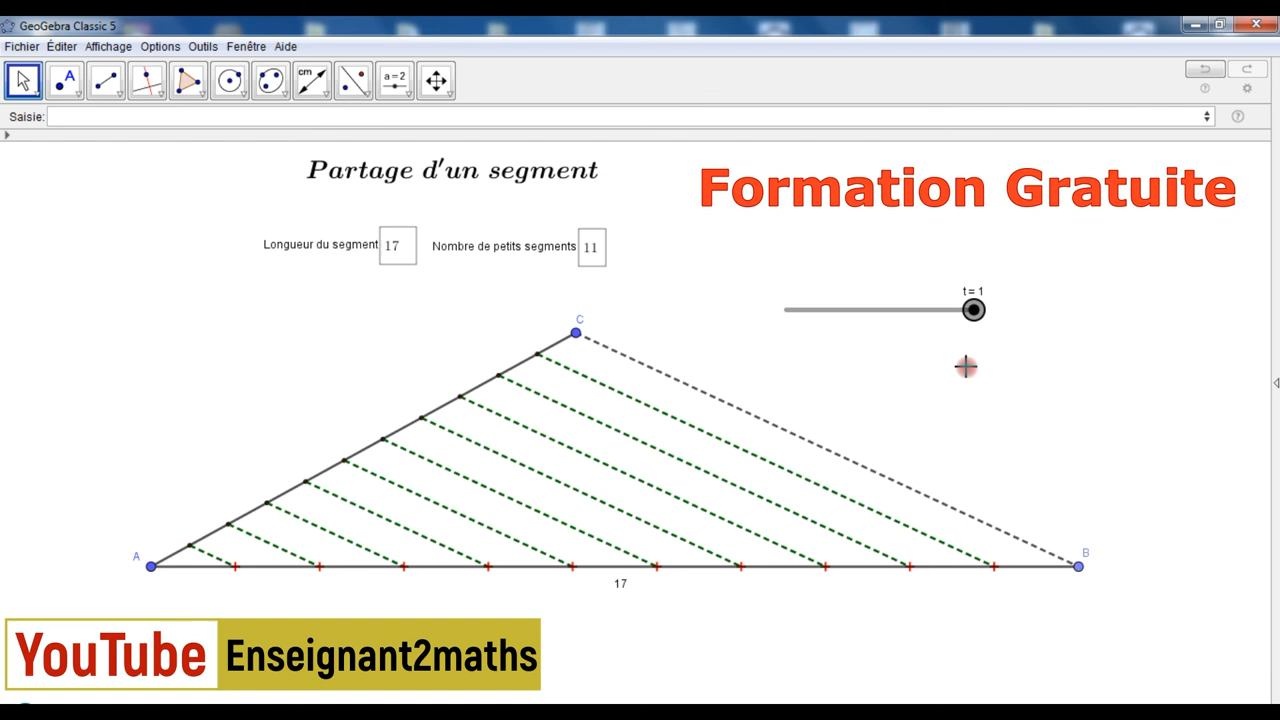 GeoGebra Classic 5
Fichier Éditer Affichage Options Outils Fenêtre Aide
A
cm
a=2
Saisie:
Partage d'un segment
Formation Gratuite
Longueur du segment 17 Nombre de petits segments 11
t = 1
C
A
B
17
YouTube Enseignant2maths